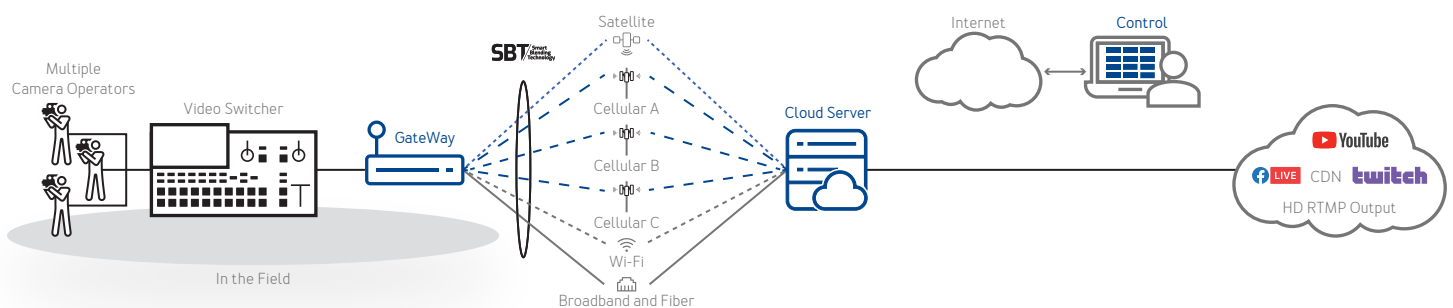 Multiple
Camera Operators
Video Switcher
GateWay
In the Field
SBT/Smart
Blending
Technology
Satellite
Cellular A
Cellular B
Cellular C
Wi-Fi
Broadband and Fiber
Cloud Server
Internet
Control
YouTube
f LIVE CDN twitch
HD RTMP Output